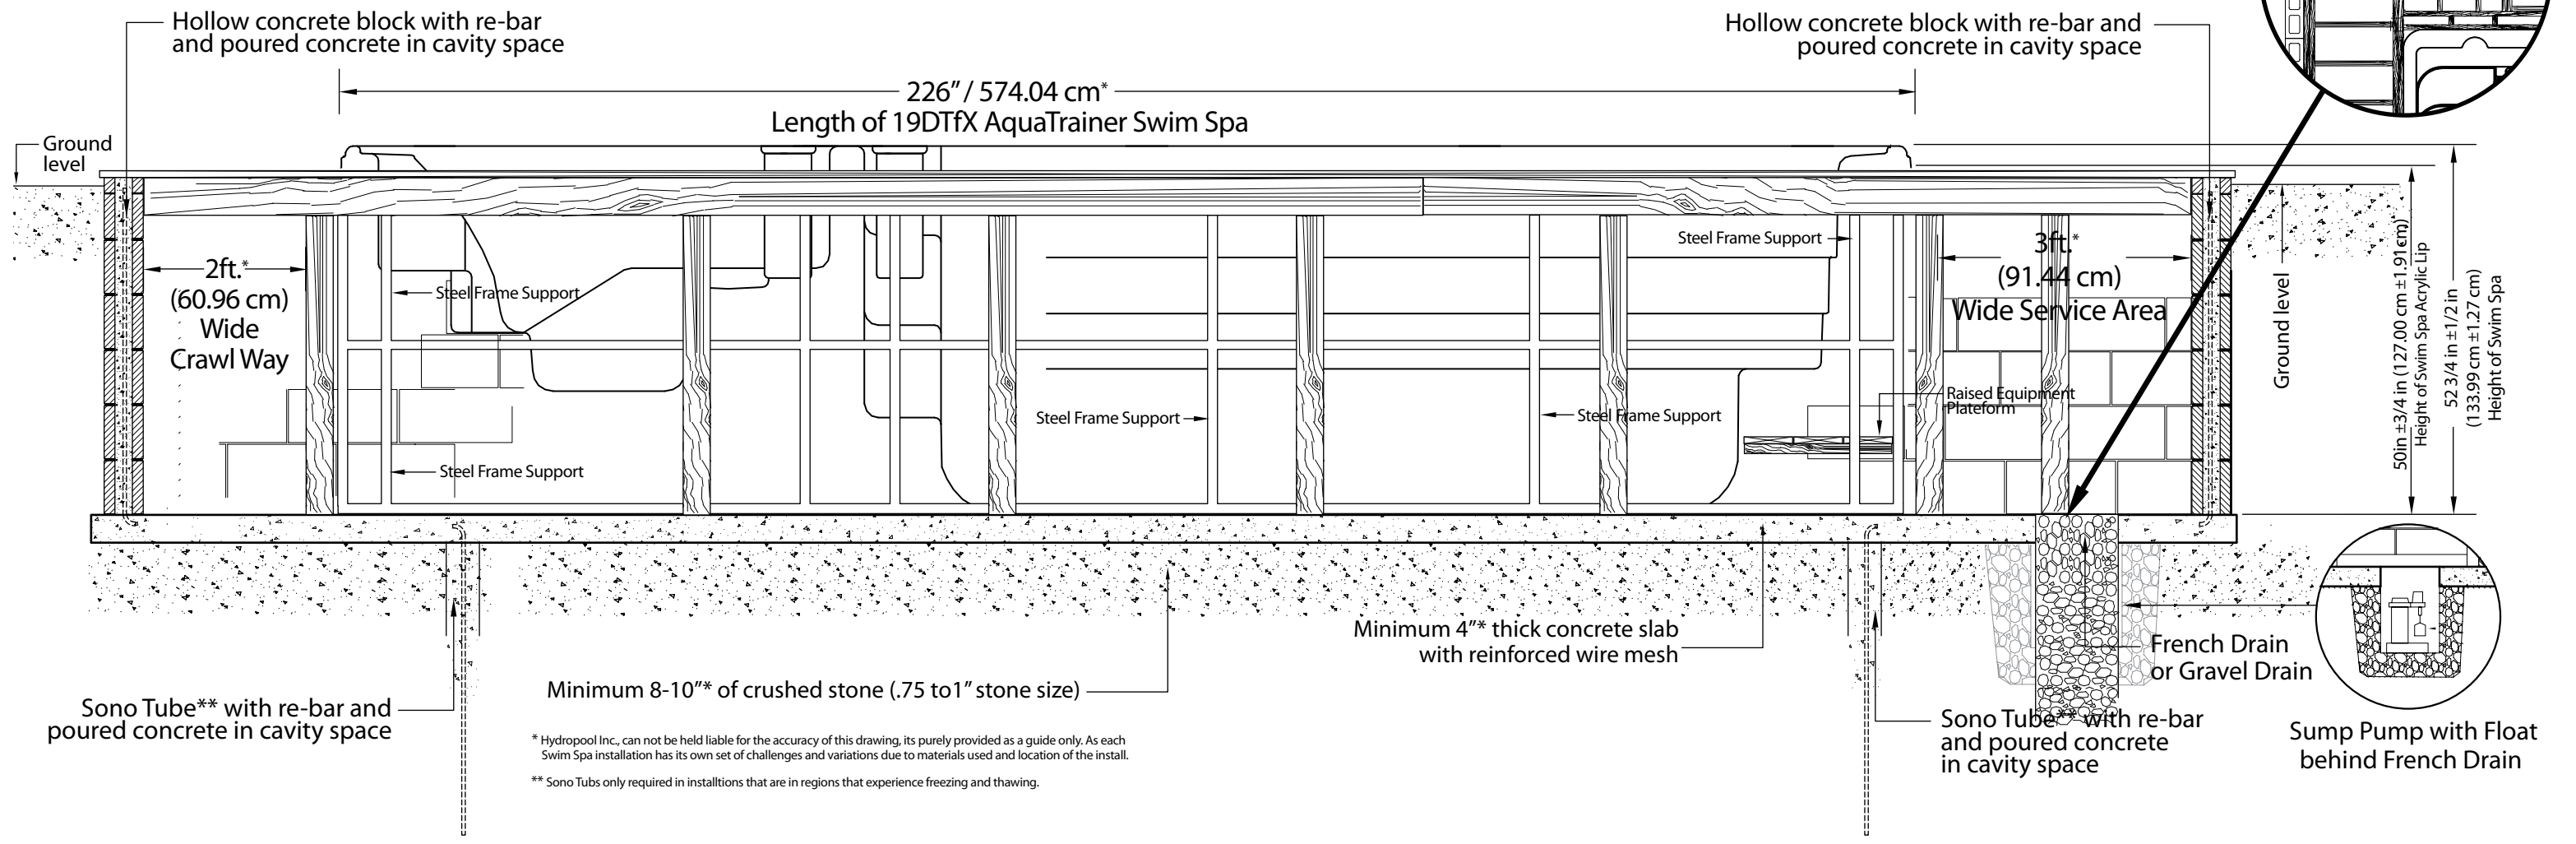 Hollow concrete block with re-bar
and poured concrete in cavity space
Hollow concrete block with re-bar and
poured concrete in cavity space
226” / 574.04 cm*
Length of 19DTfX AquaTrainer Swim Spa
Ground
level
2ft.*
(60.96 cm)
Wide
Crawl Way
Steel Frame Support
Steel Frame Support
Steel Frame Support
Steel Frame Support
Steel Frame Support
3ft.*
(91.44 cm)
Wide Service Area
Raised Equipment
Plateform
Ground level
50in ±3/4 in (127.00 cm ±1.91 cm)
Height of Swim Spa Acrylic Lip
52 3/4 in ±1/2 in
(133.99 cm ±1.27 cm)
Height of Swim Spa
Minimum 4”* thick concrete slab
with reinforced wire mesh
Minimum 8-10”* of crushed stone (.75 to1” stone size)
Sono Tube** with re-bar and
poured concrete in cavity space
French Drain
or Gravel Drain
Sono Tube** with re-bar
and poured concrete
in cavity space
Sump Pump with Float
behind French Drain
* Hydropool Inc., can not be held liable for the accuracy of this drawing, its purely provided as a guide only. As each
Swim Spa installation has its own set of challenges and variations due to materials used and location of the install.
** Sono Tubs only required in installtions that are in regions that experience freezing and thawing.